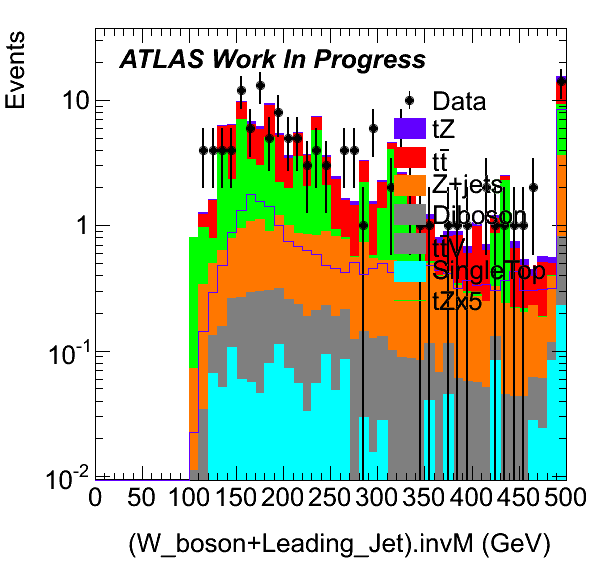 Events
ATLAS Work In Progress
Data
tZ
tt̄
Z+jets
Diboson
ttV
SingleTop
tZx5
10
1
10⁻¹
10⁻²
0 50 100 150 200 250 300 350 400 450 500
(W_boson+Leading_Jet).invM (GeV)